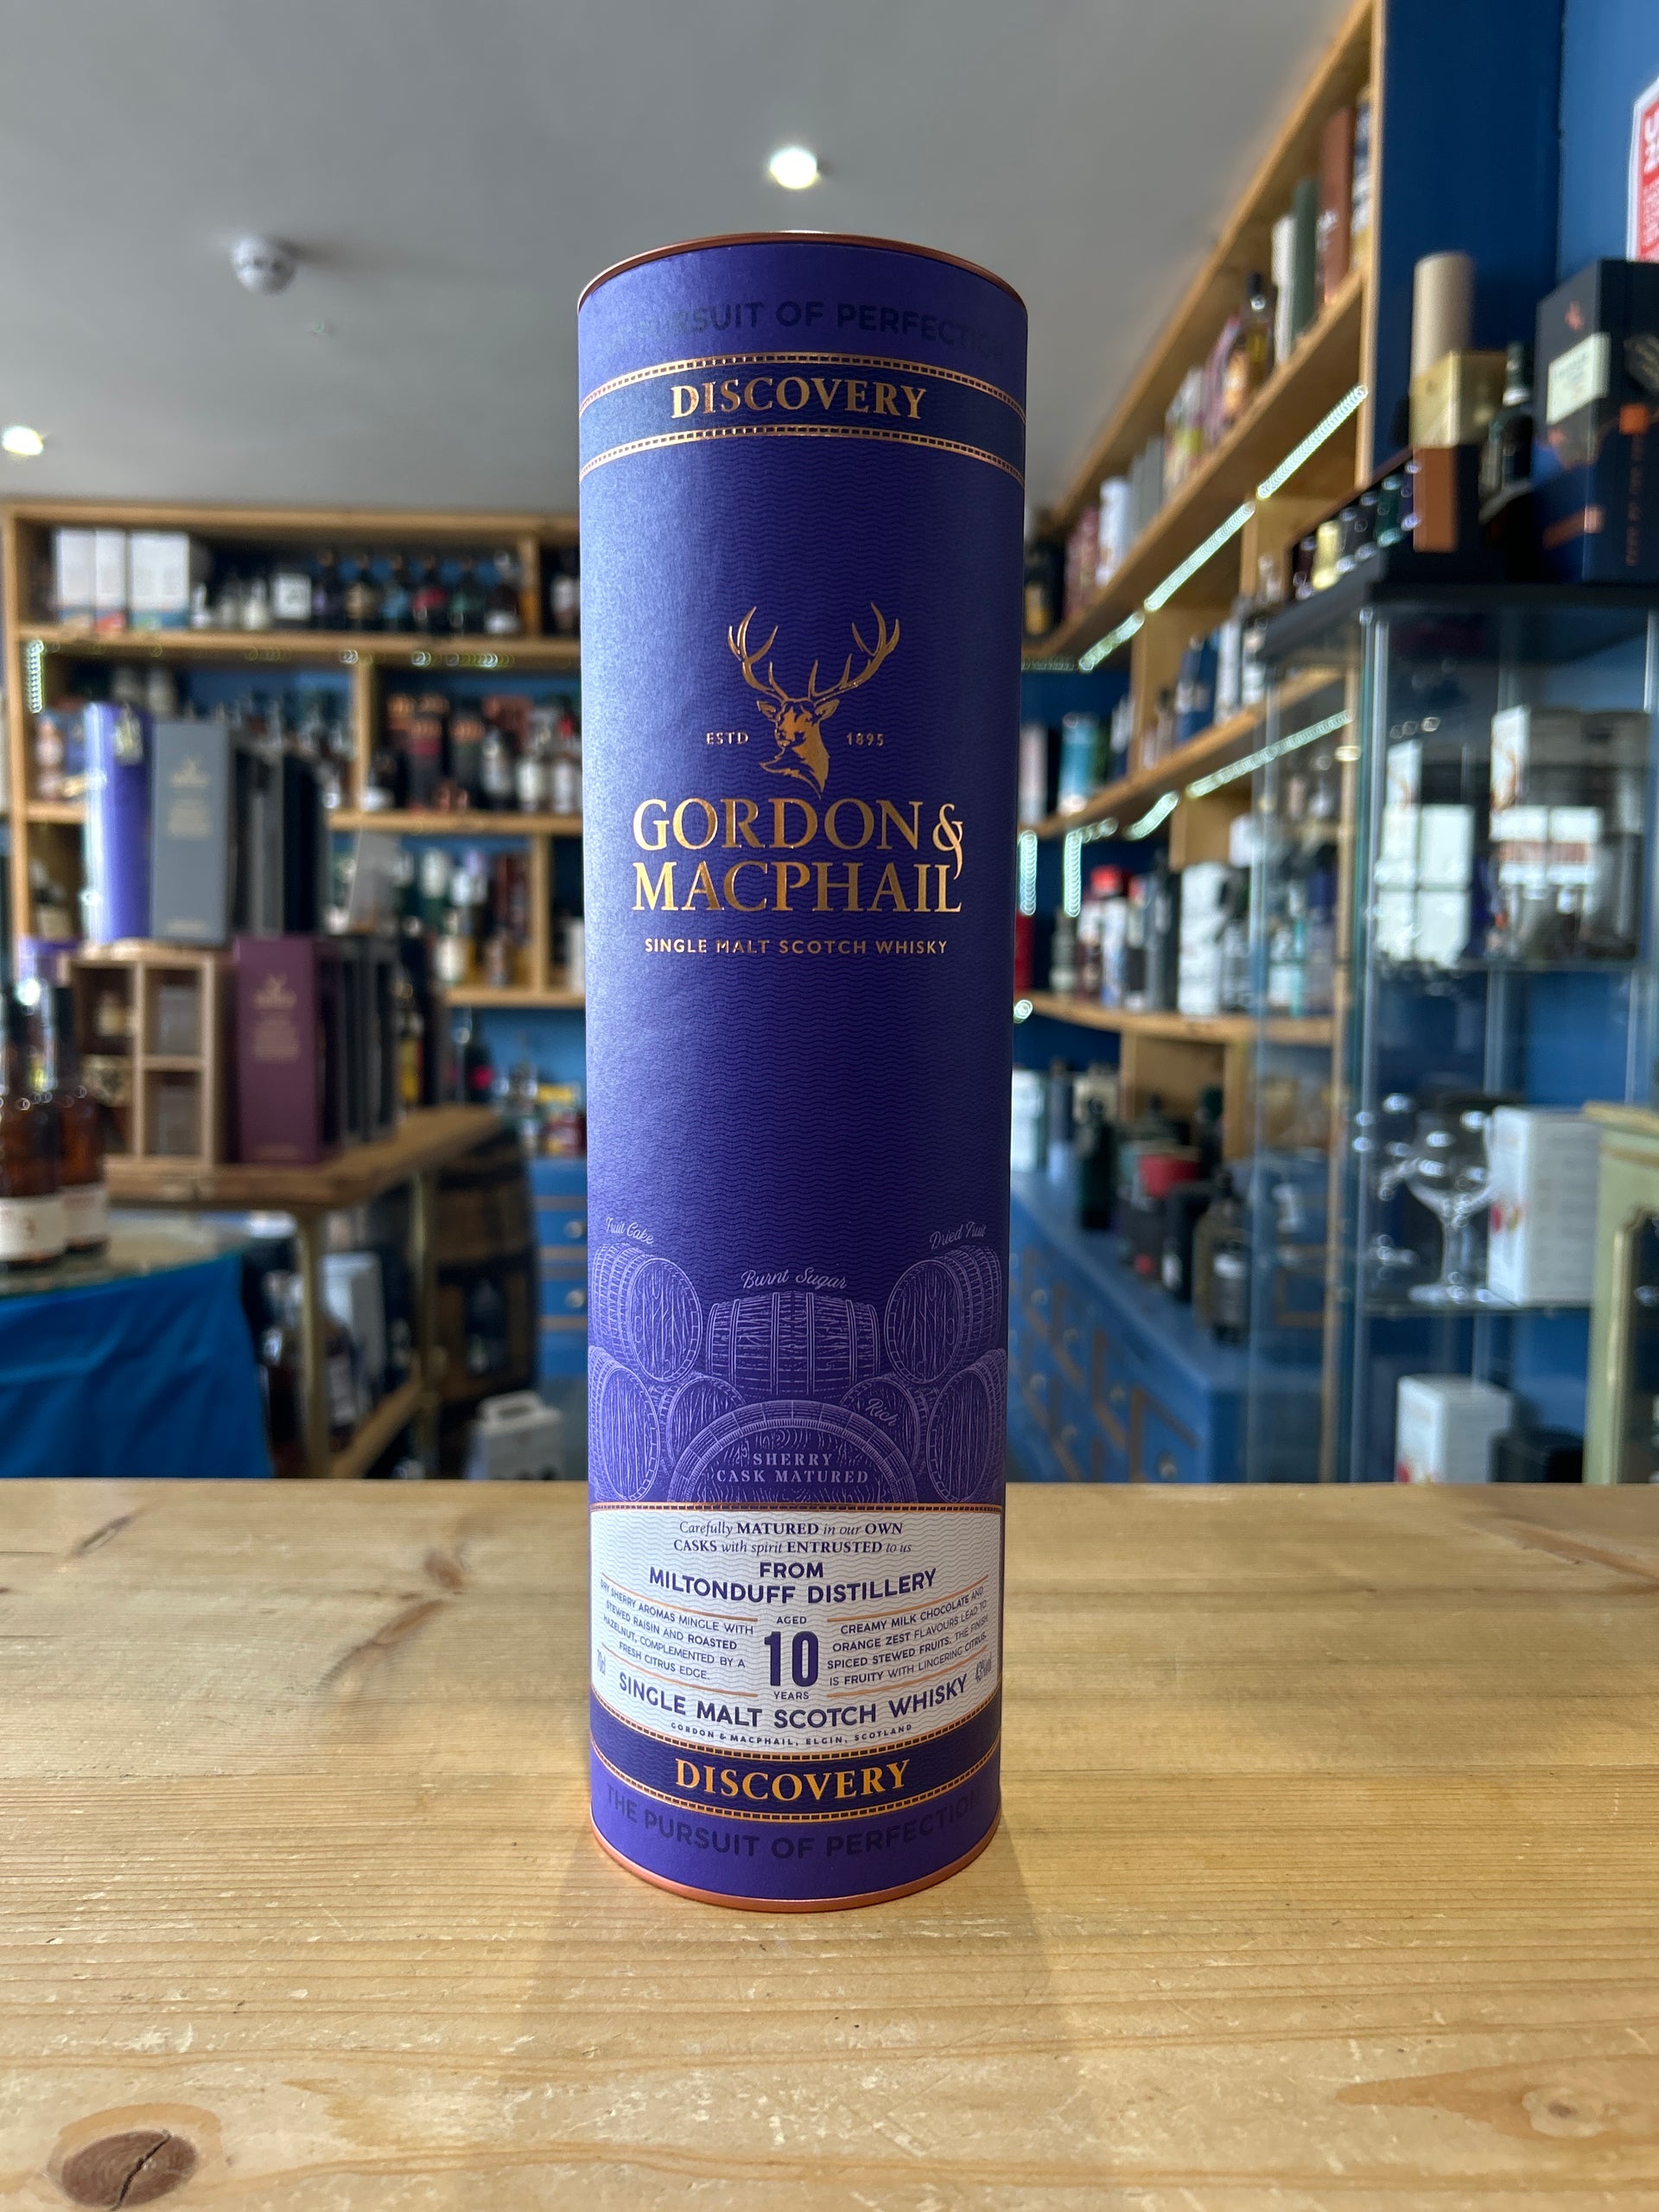 PURSUIT OF PERFECTION
DISCOVERY
ESTD 1895
GORDON &
MACPHAIL
SINGLE MALT SCOTCH WHISKY
Fruit Cake
Dried Fruit
Burnt Sugar
Rich
SHERRY
CASK MATURED
Carefully MATURED in our OWN
CASKS with spirit ENTRUSTED to us
FROM
MILTONDUFF DISTILLERY
DRY SHERRY AROMAS MINGLE WITH
STEWED RAISIN AND ROASTED
HAZELNUT, COMPLEMENTED BY A
FRESH CITRUS EDGE.
AGED
10
YEARS
CREAMY MILK CHOCOLATE AND
ORANGE ZEST FLAVOURS LEAD TO
SPICED STEWED FRUITS. THE FINISH
IS FRUITY WITH LINGERING CITRUS.
70cl
43%vol
SINGLE MALT SCOTCH WHISKY
GORDON & MACPHAIL, ELGIN, SCOTLAND
DISCOVERY
THE PURSUIT OF PERFECTION